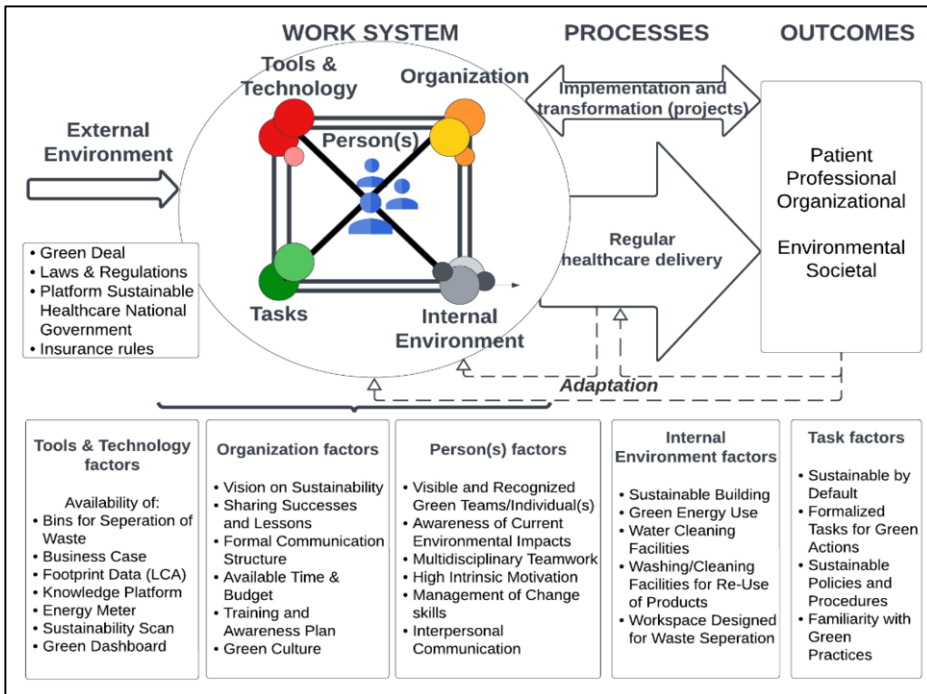 WORK SYSTEM
PROCESSES
OUTCOMES
Tools &
Technology
Organization
Person(s)
Tasks
Internal
Environment
External
Environment
• Green Deal
• Laws & Regulations
• Platform Sustainable
Healthcare National
Government
• Insurance rules
Implementation and
transformation (projects)
Regular
healthcare delivery
Patient
Professional
Organizational
Environmental
Societal
Adaptation
Tools & Technology
factors
Availability of:
• Bins for Seperation of
Waste
• Business Case
• Footprint Data (LCA)
• Knowledge Platform
• Energy Meter
• Sustainability Scan
• Green Dashboard
Organization factors
• Vision on Sustainability
• Sharing Successes
and Lessons
• Formal Communication
Structure
• Available Time &
Budget
• Training and
Awareness Plan
• Green Culture
Person(s) factors
• Visible and Recognized
Green Teams/Individual(s)
• Awareness of Current
Environmental Impacts
• Multidisciplinary Teamwork
• High Intrinsic Motivation
• Management of Change
skills
• Interpersonal
Communication
Internal
Environment factors
• Sustainable Building
• Green Energy Use
• Water Cleaning
Facilities
• Washing/Cleaning
Facilities for Re-Use
of Products
• Workspace Designed
for Waste Seperation
Task factors
• Sustainable by
Default
• Formalized
Tasks for Green
Actions
• Sustainable
Policies and
Procedures
• Familiarity with
Green
Practices